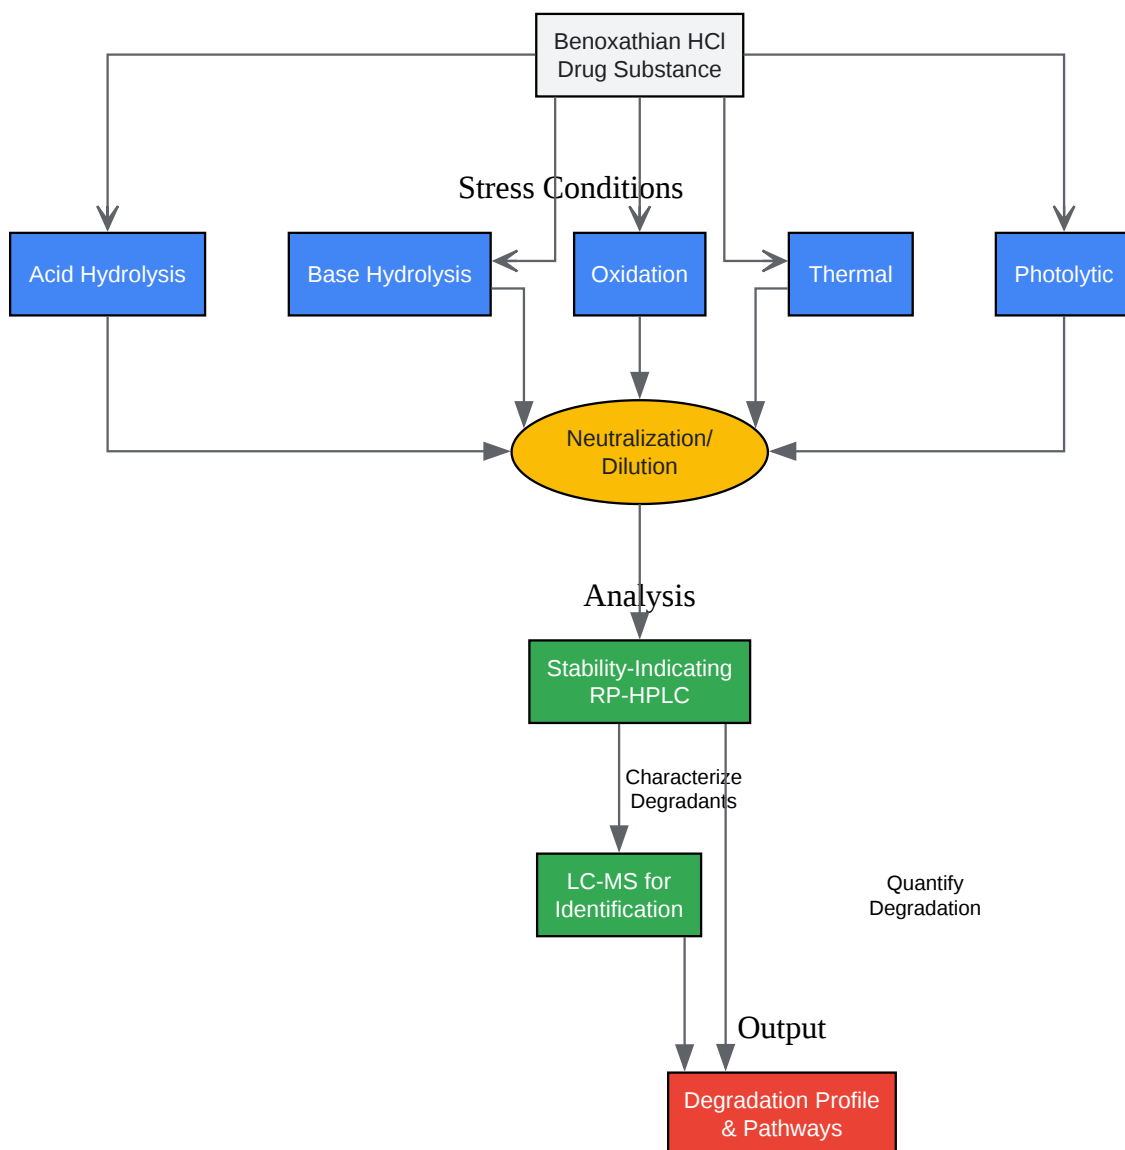 Benoxathian HCl
Drug Substance
Stress Conditions
Acid Hydrolysis
Base Hydrolysis
Oxidation
Thermal
Photolytic
Neutralization/
Dilution
Analysis
Stability-Indicating
RP-HPLC
Characterize
Degradants
LC-MS for
Identification
Quantify
Degradation
Output
Degradation Profile
& Pathways